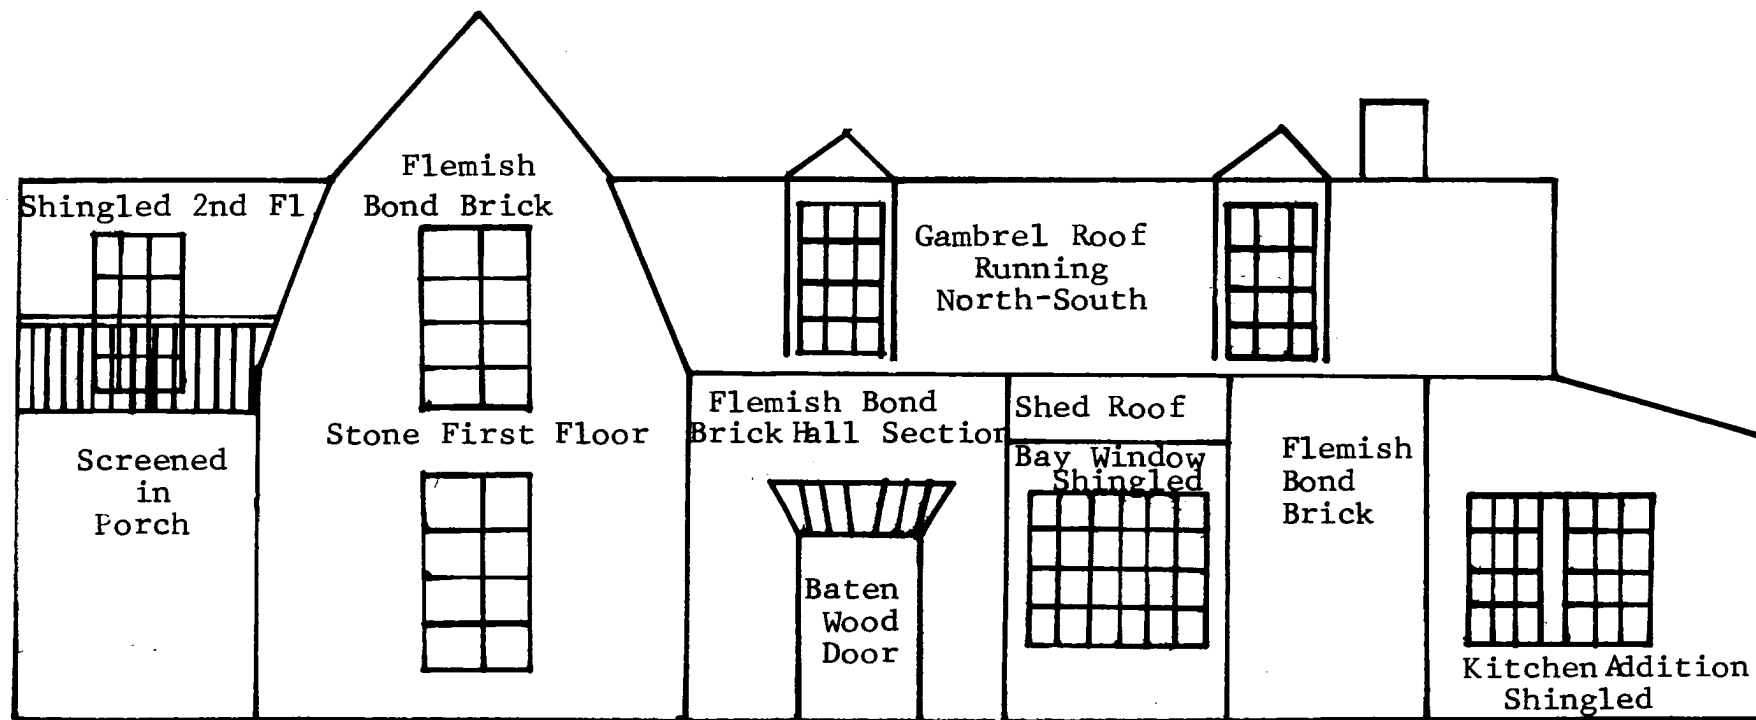 Shingled 2nd Fl.
Flemish
Bond Brick
Gambrel Roof
Running
North-South
Stone First Floor
Screened
in
Porch
Flemish Bond
Brick Hall Section
Shed Roof
Bay Window
Shingled
Flemish
Bond
Brick
Baten
Wood
Door
Kitchen Addition
Shingled